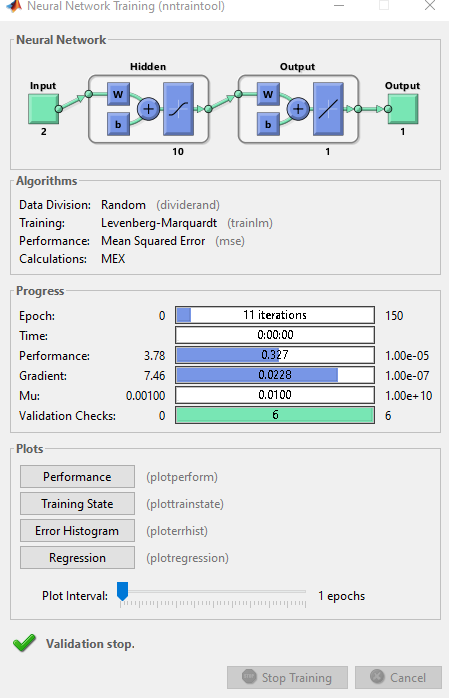 Neural Network Training (nntraintool)
Neural Network
Hidden Output
Input Output
W W
b b
2 10 1 1
Algorithms
Data Division: Random (dividerand)
Training: Levenberg-Marquardt (trainlm)
Performance: Mean Squared Error (mse)
Calculations: MEX
Progress
Epoch: 0 11 iterations 150
Time: 0:00:00
Performance: 3.78 0.327 1.00e-05
Gradient: 7.46 0.0228 1.00e-07
Mu: 0.00100 0.0100 1.00e+10
Validation Checks: 0 6 6
Plots
Performance (plotperform)
Training State (plottrainstate)
Error Histogram (ploterrhist)
Regression (plotregression)
Plot Interval: 1 epochs
Validation stop.
Stop Training Cancel